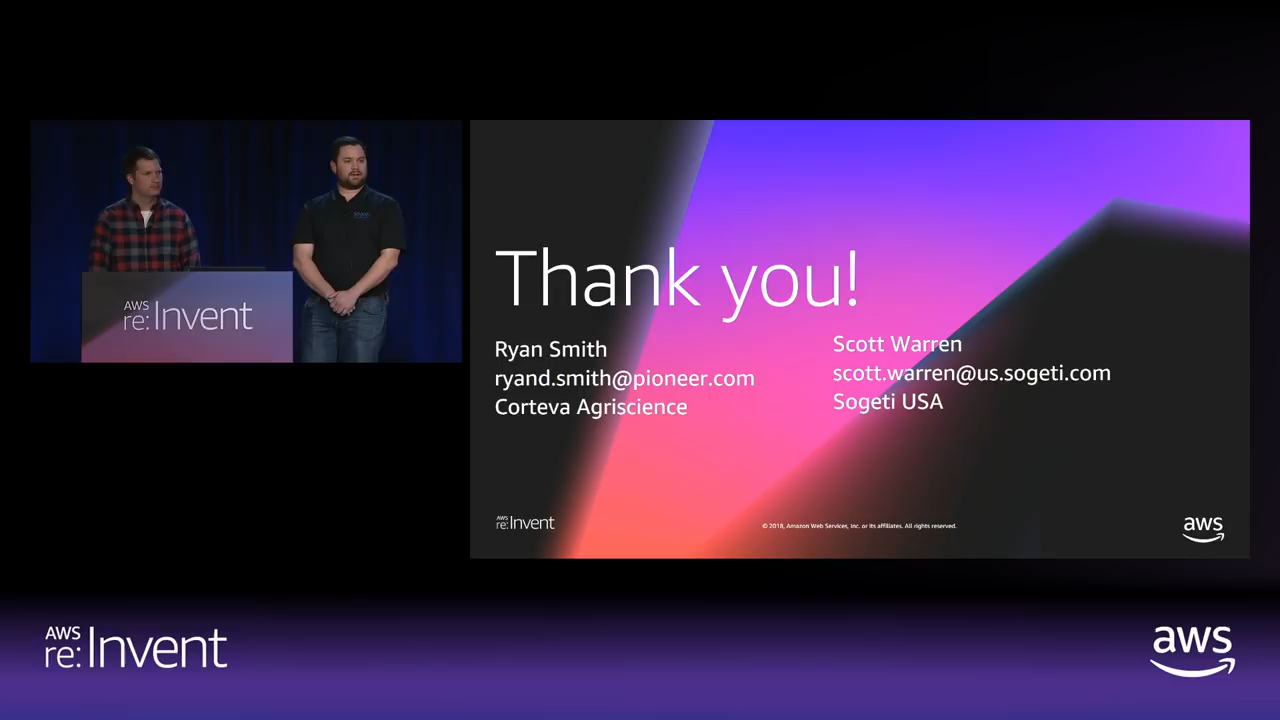 AWS
re:Invent
Thank you!
Ryan Smith
ryand.smith@pioneer.com
Corteva Agriscience
Scott Warren
scott.warren@us.sogeti.com
Sogeti USA
AWS
re:Invent
© 2018, Amazon Web Services, Inc. or its affiliates. All rights reserved.
aws
AWS
re:Invent
aws